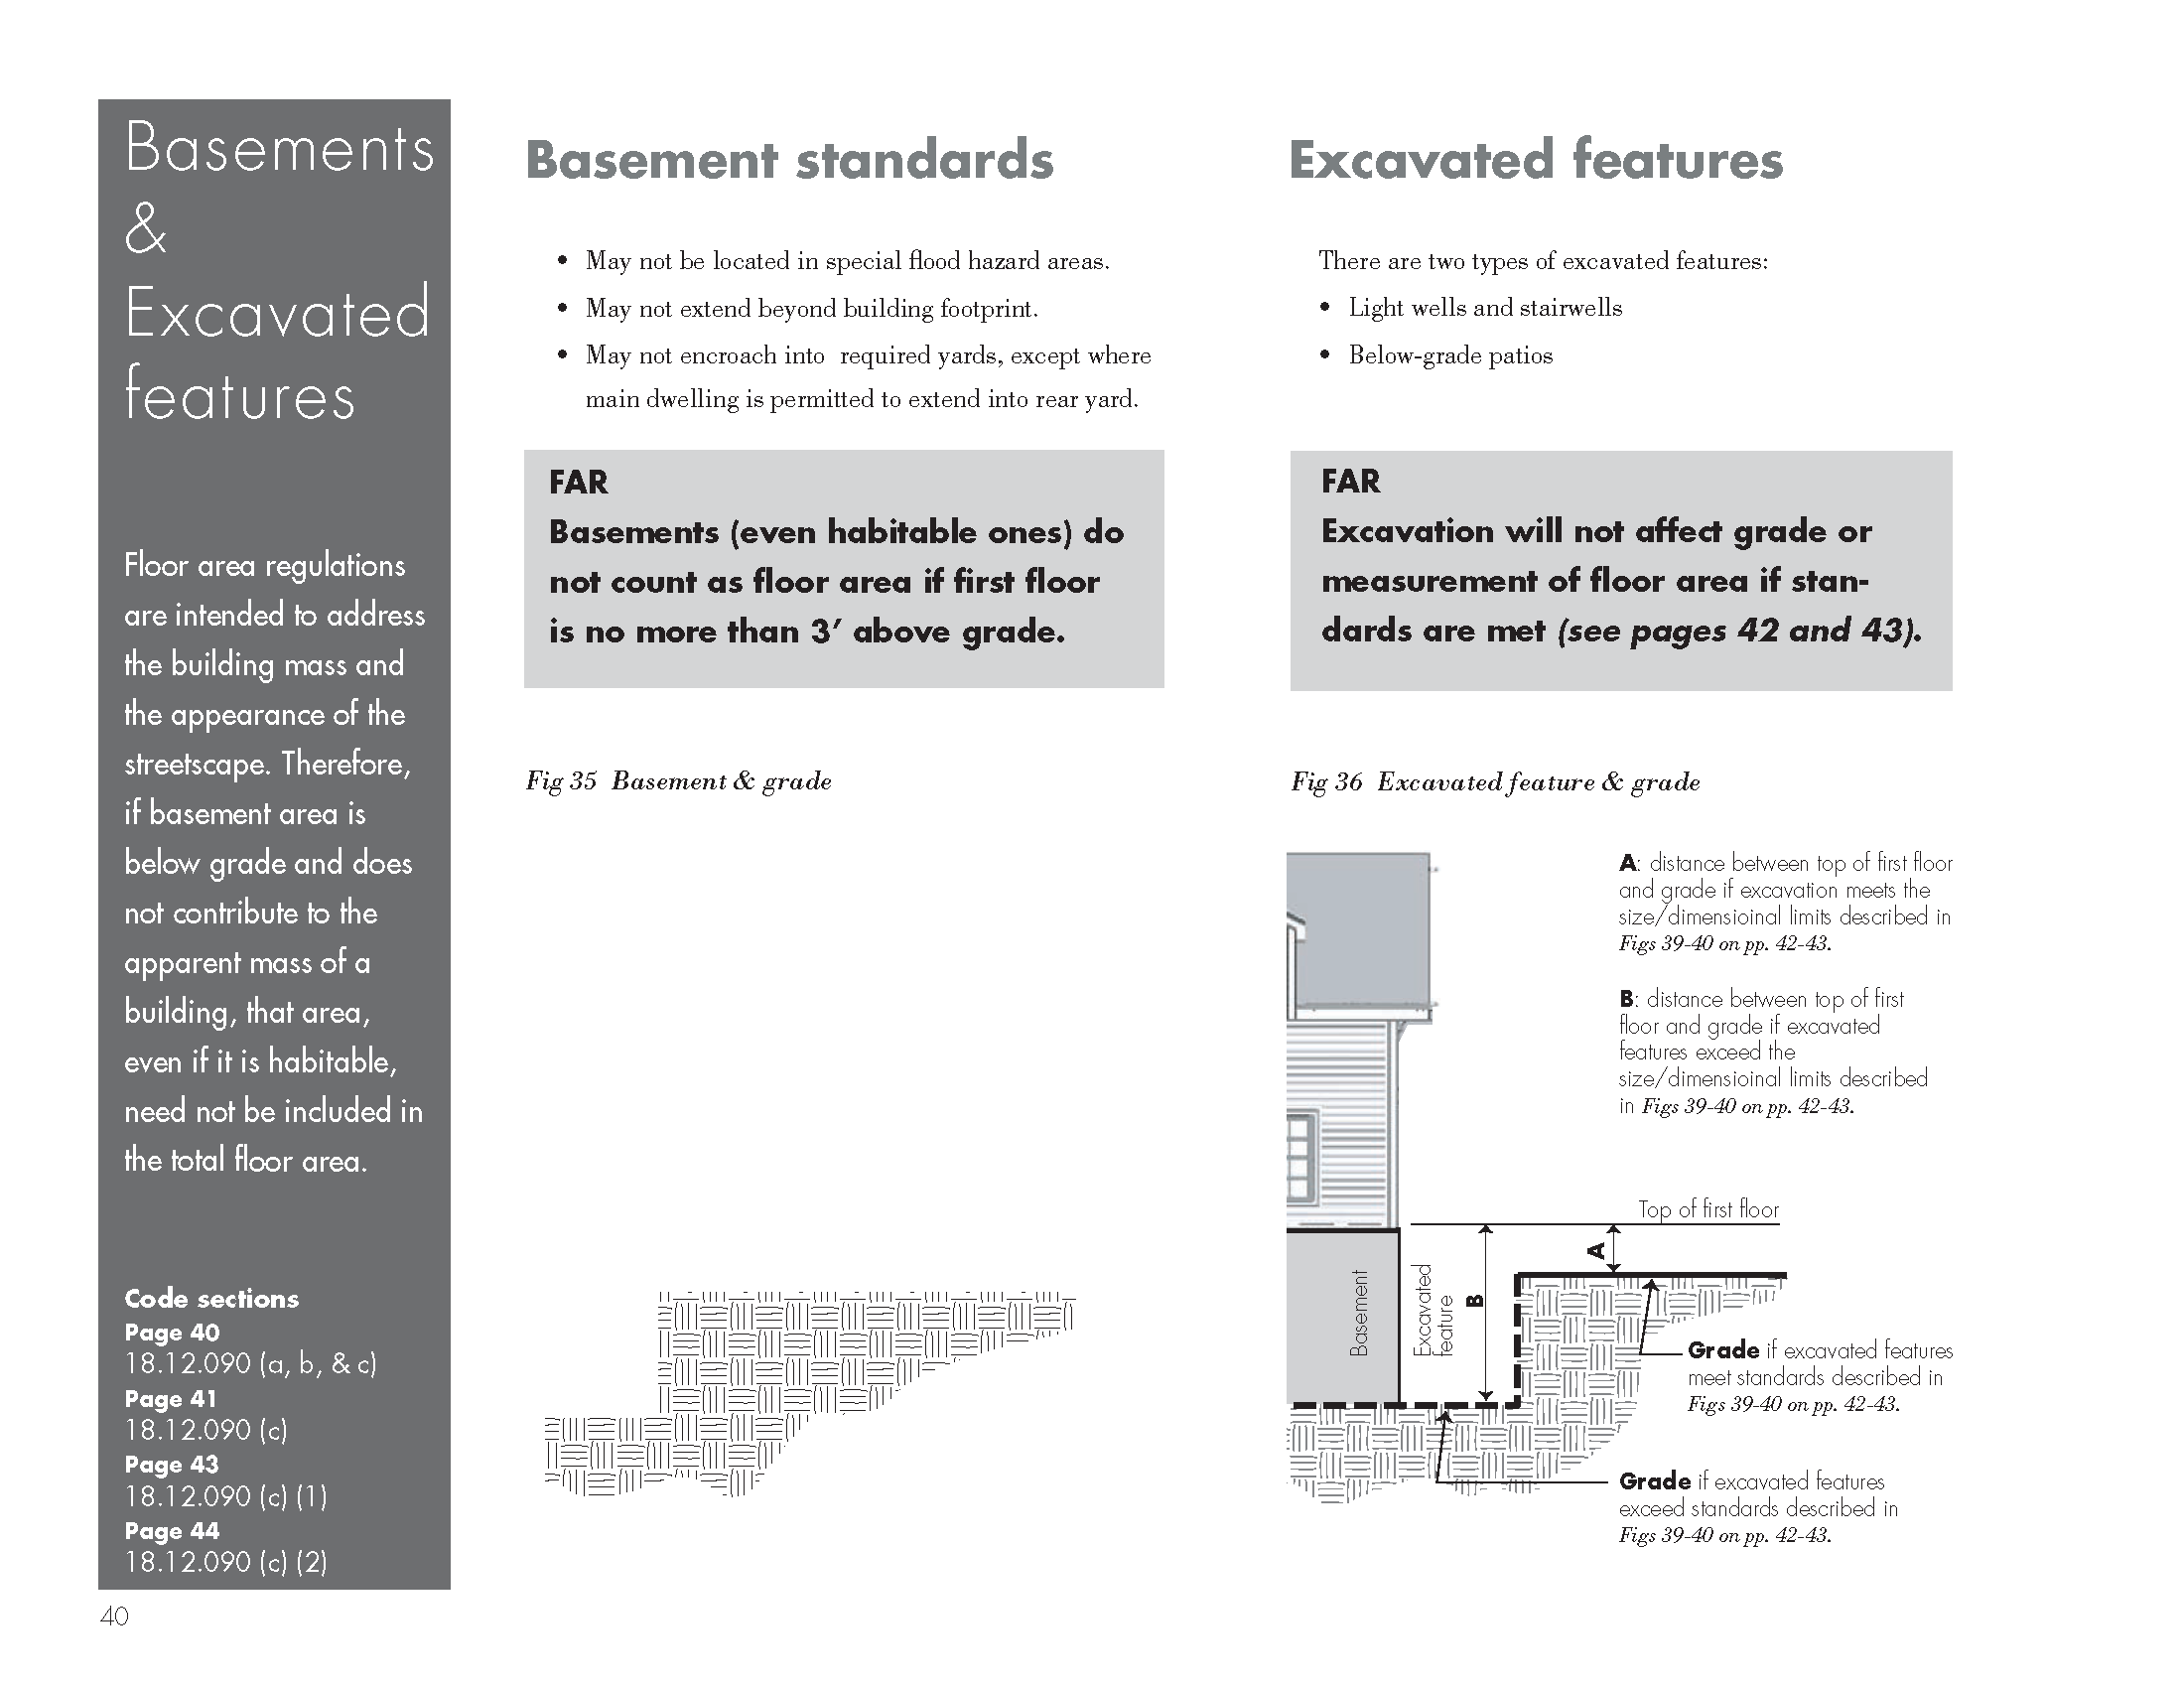 Basements
&
Excavated
features
Floor area regulations
are intended to address
the building mass and
the appearance of the
streetscape. Therefore,
if basement area is
below grade and does
not contribute to the
apparent mass of a
building, that area,
even if it is habitable,
need not be included in
the total floor area.
Code sections
Page 40
18.12.090 (a, b, & c)
Page 41
18.12.090 (c)
Page 43
18.12.090 (c) (1)
Page 44
18.12.090 (c) (2)
40
Basement standards
• May not be located in special flood hazard areas.
• May not extend beyond building footprint.
• May not encroach into  required yards, except where
main dwelling is permitted to extend into rear yard.
FAR
Basements (even habitable ones) do
not count as floor area if first floor
is no more than 3’ above grade.
Fig 35  Basement & grade
Excavated features
There are two types of excavated features:
• Light wells and stairwells
• Below-grade patios
FAR
Excavation will not affect grade or
measurement of floor area if stan-
dards are met (see pages 42 and 43).
Fig 36  Excavated feature & grade
A: distance between top of first floor
and grade if excavation meets the
size/dimensioinal limits described in
Figs 39-40 on pp. 42-43.
B: distance between top of first
floor and grade if excavated
features exceed the
size/dimensioinal limits described
in Figs 39-40 on pp. 42-43.
Top of first floor
A
B
Basement
Excavated
feature
Grade if excavated features
meet standards described in
Figs 39-40 on pp. 42-43.
Grade if excavated features
exceed standards described in
Figs 39-40 on pp. 42-43.